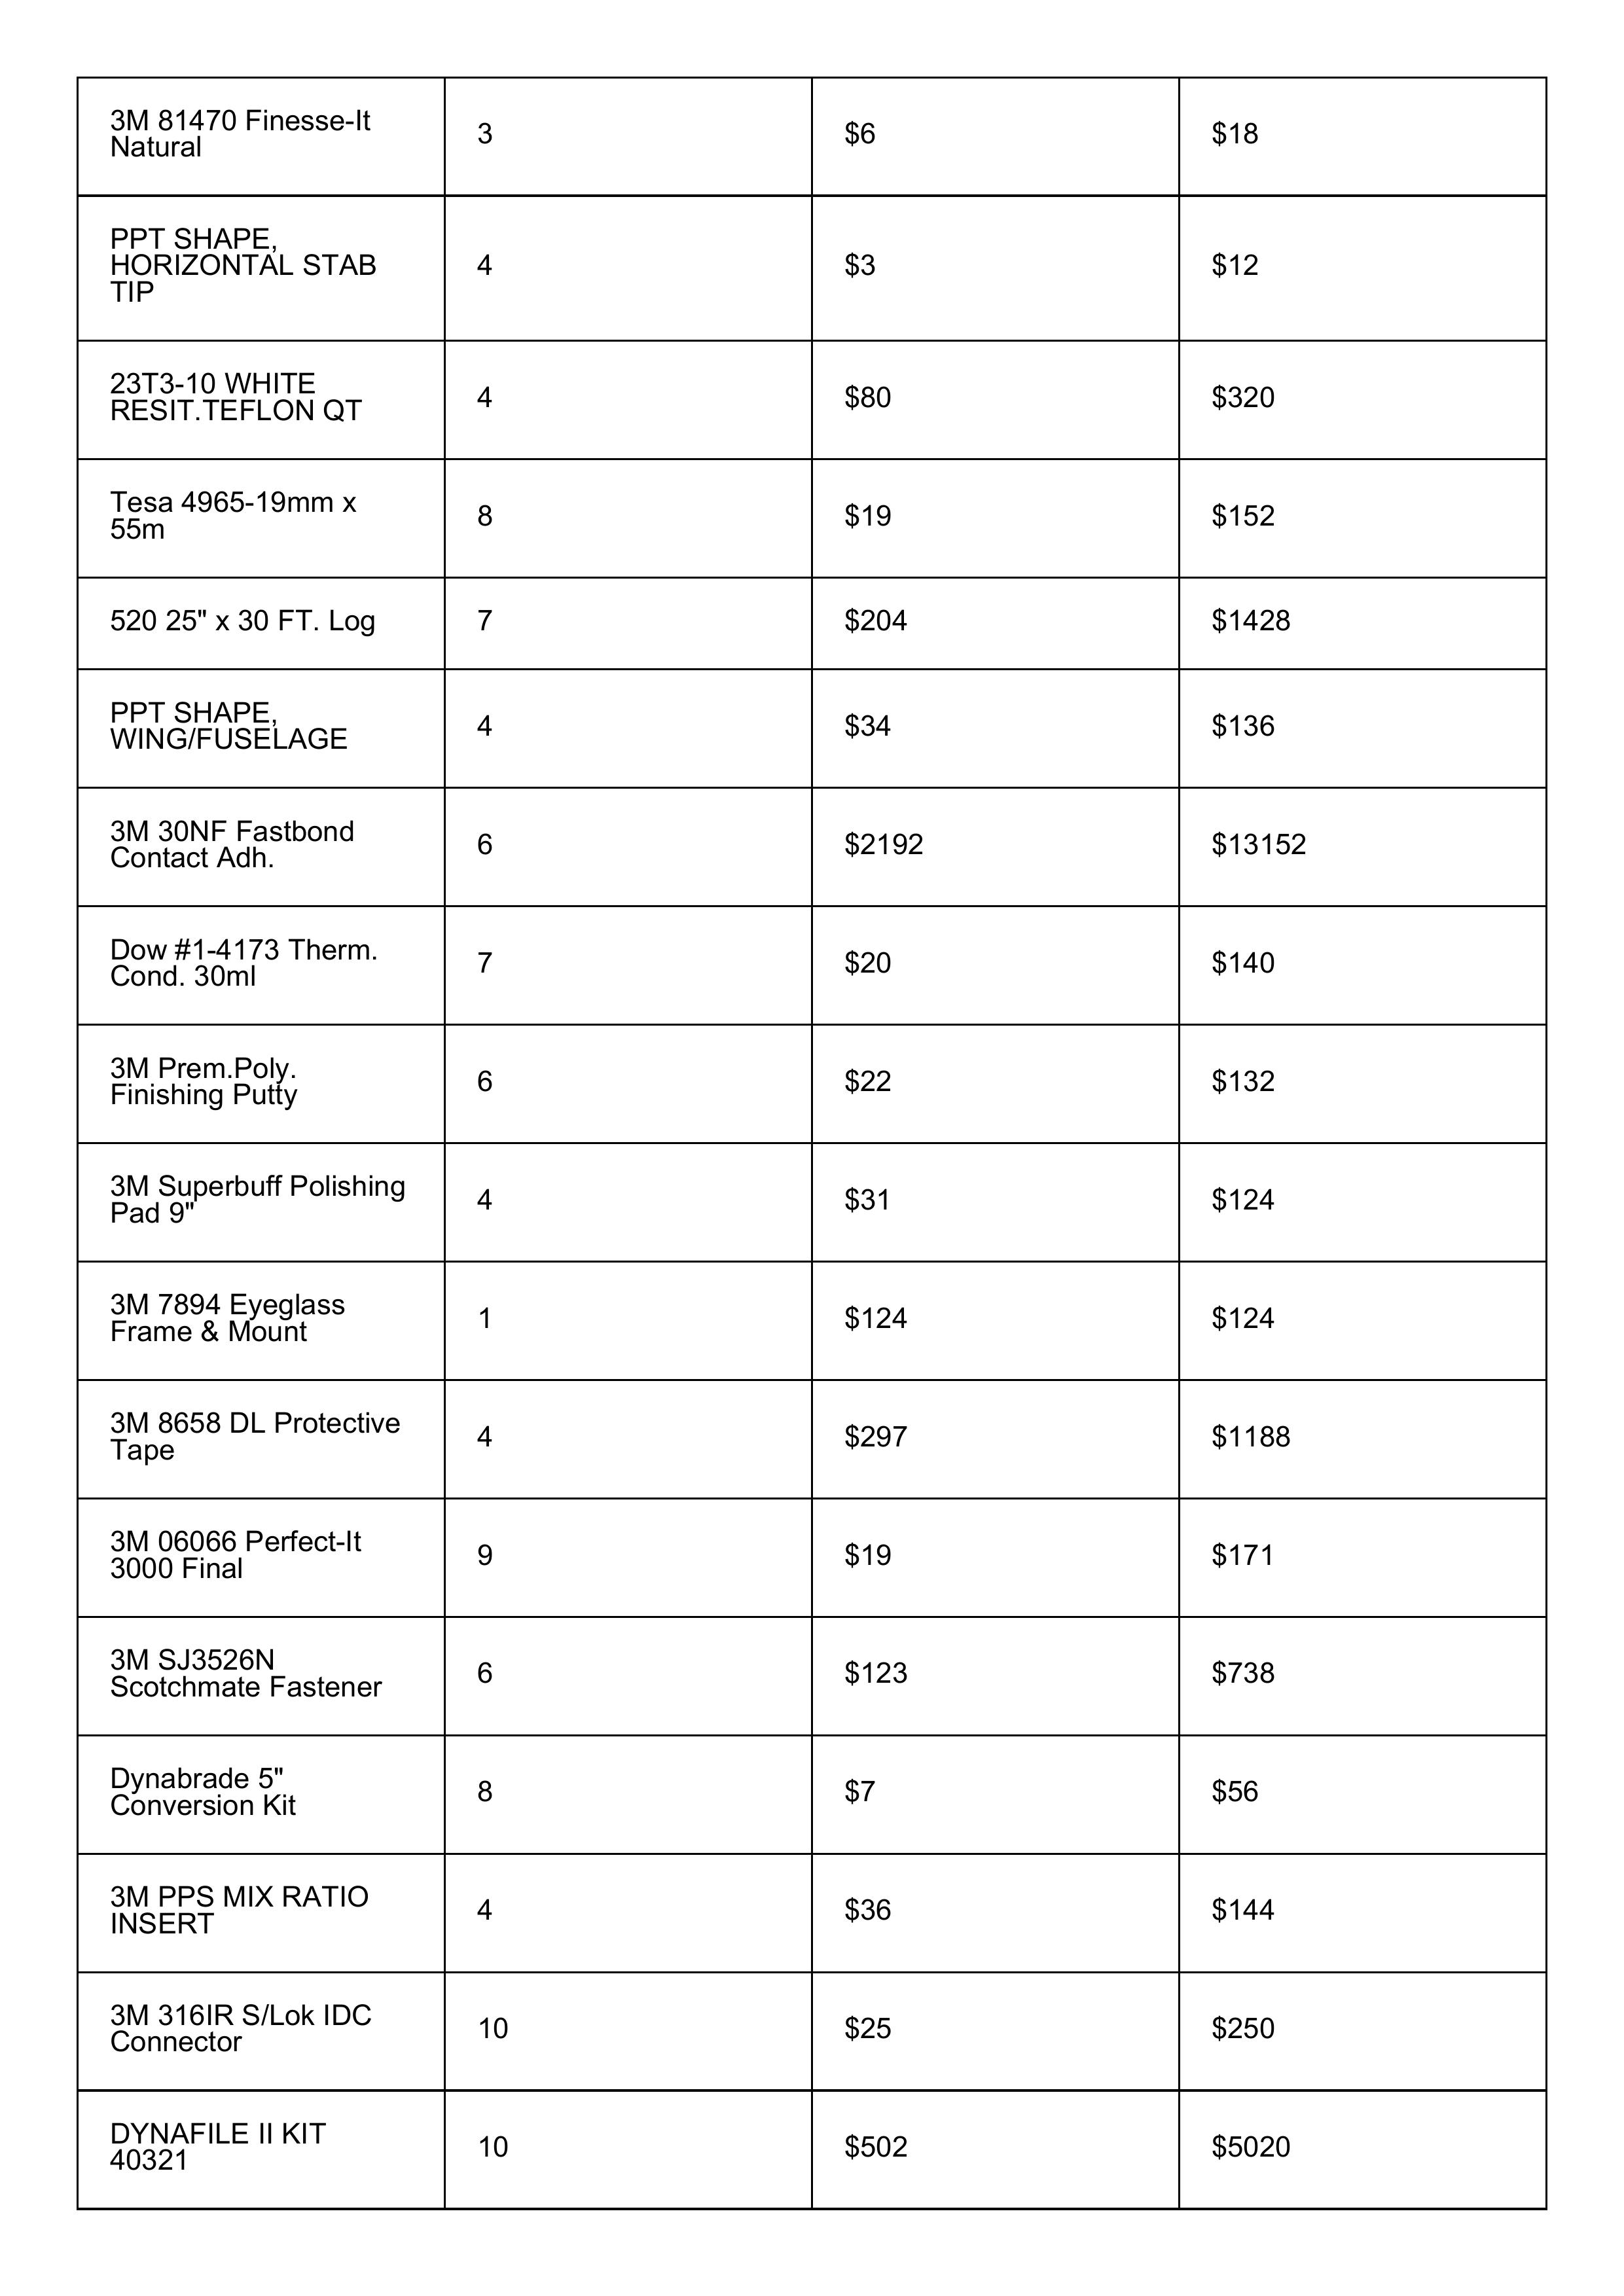 3M 81470 Finesse-It
Natural
3
$6
$18
PPT SHAPE,
HORIZONTAL STAB
TIP
4
$3
$12
23T3-10 WHITE
RESIT.TEFLON QT
4
$80
$320
Tesa 4965-19mm x
55m
8
$19
$152
520 25" x 30 FT. Log
7
$204
$1428
PPT SHAPE,
WING/FUSELAGE
4
$34
$136
3M 30NF Fastbond
Contact Adh.
6
$2192
$13152
Dow #1-4173 Therm.
Cond. 30ml
7
$20
$140
3M Prem.Poly.
Finishing Putty
6
$22
$132
3M Superbuff Polishing
Pad 9"
4
$31
$124
3M 7894 Eyeglass
Frame & Mount
1
$124
$124
3M 8658 DL Protective
Tape
4
$297
$1188
3M 06066 Perfect-It
3000 Final
9
$19
$171
3M SJ3526N
Scotchmate Fastener
6
$123
$738
Dynabrade 5"
Conversion Kit
8
$7
$56
3M PPS MIX RATIO
INSERT
4
$36
$144
3M 316IR S/Lok IDC
Connector
10
$25
$250
DYNAFILE II KIT
40321
10
$502
$5020